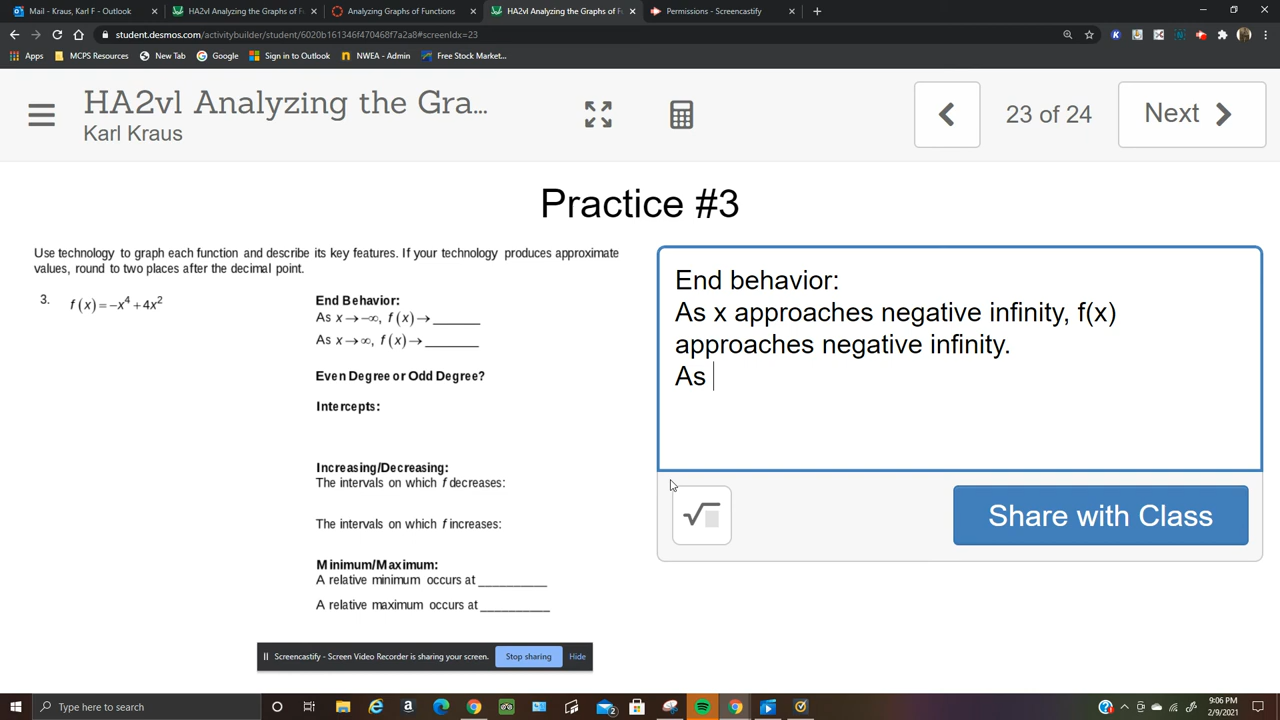 Mail - Kraus, Karl F - Outlook
HA2vl Analyzing the Graphs of F
Analyzing Graphs of Functions
HA2vl Analyzing the Graphs of F
Permissions - Screencastify
student.desmos.com/activitybuilder/student/6020b161346f470468f7a2a8#screenIdx=23
Apps
MCPS Resources
New Tab
Google
Sign in to Outlook
NWEA - Admin
Free Stock Market...
HA2vl Analyzing the Gra...
Karl Kraus
23 of 24
Next
Practice #3
Use technology to graph each function and describe its key features. If your technology produces approximate
values, round to two places after the decimal point.
3. f(x)=−x⁴+4x²
End Behavior:
As x→−∞, f(x)→_______
As x→∞, f(x)→_______
Even Degree or Odd Degree?
Intercepts:
Increasing/Decreasing:
The intervals on which f decreases:
The intervals on which f increases:
Minimum/Maximum:
A relative minimum occurs at __________
A relative maximum occurs at __________
End behavior:
As x approaches negative infinity, f(x)
approaches negative infinity.
As
√
Share with Class
Screencastify - Screen Video Recorder is sharing your screen.
Stop sharing
Hide
Type here to search
2
9:06 PM
2/9/2021